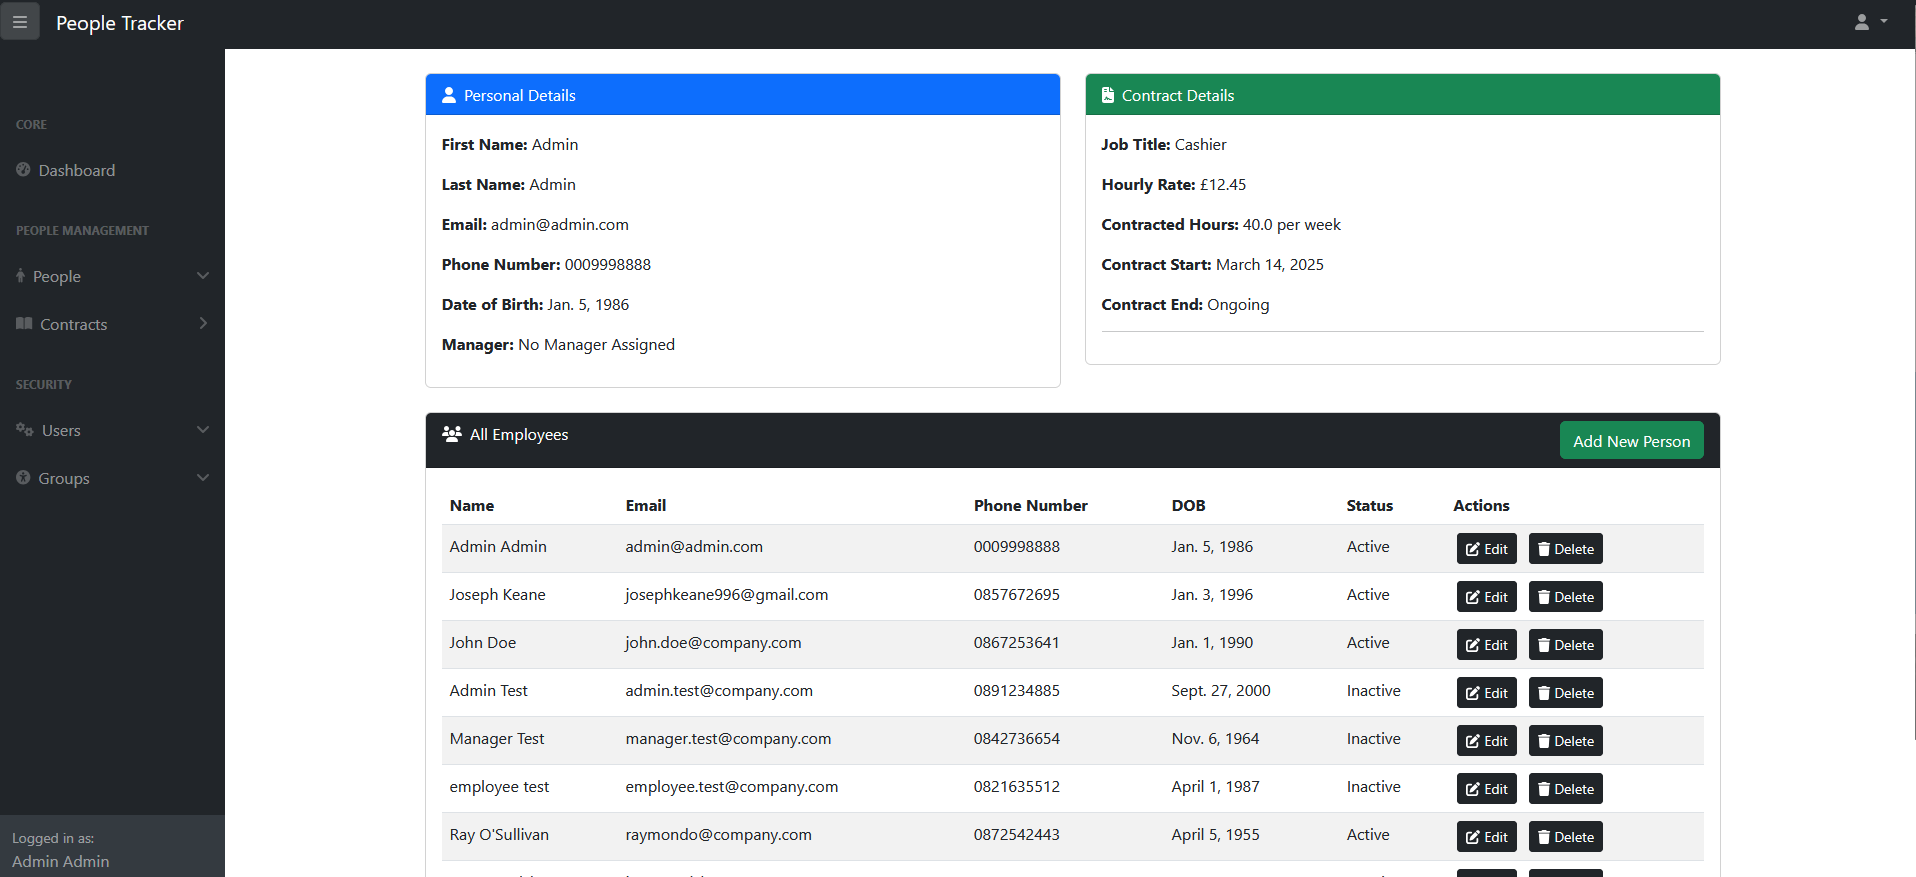 People Tracker
CORE
Dashboard
PEOPLE MANAGEMENT
People
Contracts
SECURITY
Users
Groups
Logged in as:
Admin Admin
Personal Details
First Name: Admin
Last Name: Admin
Email: admin@admin.com
Phone Number: 0009998888
Date of Birth: Jan. 5, 1986
Manager: No Manager Assigned
Contract Details
Job Title: Cashier
Hourly Rate: £12.45
Contracted Hours: 40.0 per week
Contract Start: March 14, 2025
Contract End: Ongoing
All Employees
Add New Person
Name Email Phone Number DOB Status Actions
Admin Admin admin@admin.com 0009998888 Jan. 5, 1986 Active Edit Delete
Joseph Keane josephkeane996@gmail.com 0857672695 Jan. 3, 1996 Active Edit Delete
John Doe john.doe@company.com 0867253641 Jan. 1, 1990 Active Edit Delete
Admin Test admin.test@company.com 0891234885 Sept. 27, 2000 Inactive Edit Delete
Manager Test manager.test@company.com 0842736654 Nov. 6, 1964 Inactive Edit Delete
employee test employee.test@company.com 0821635512 April 1, 1987 Inactive Edit Delete
Ray O'Sullivan raymondo@company.com 0872542443 April 5, 1955 Active Edit Delete